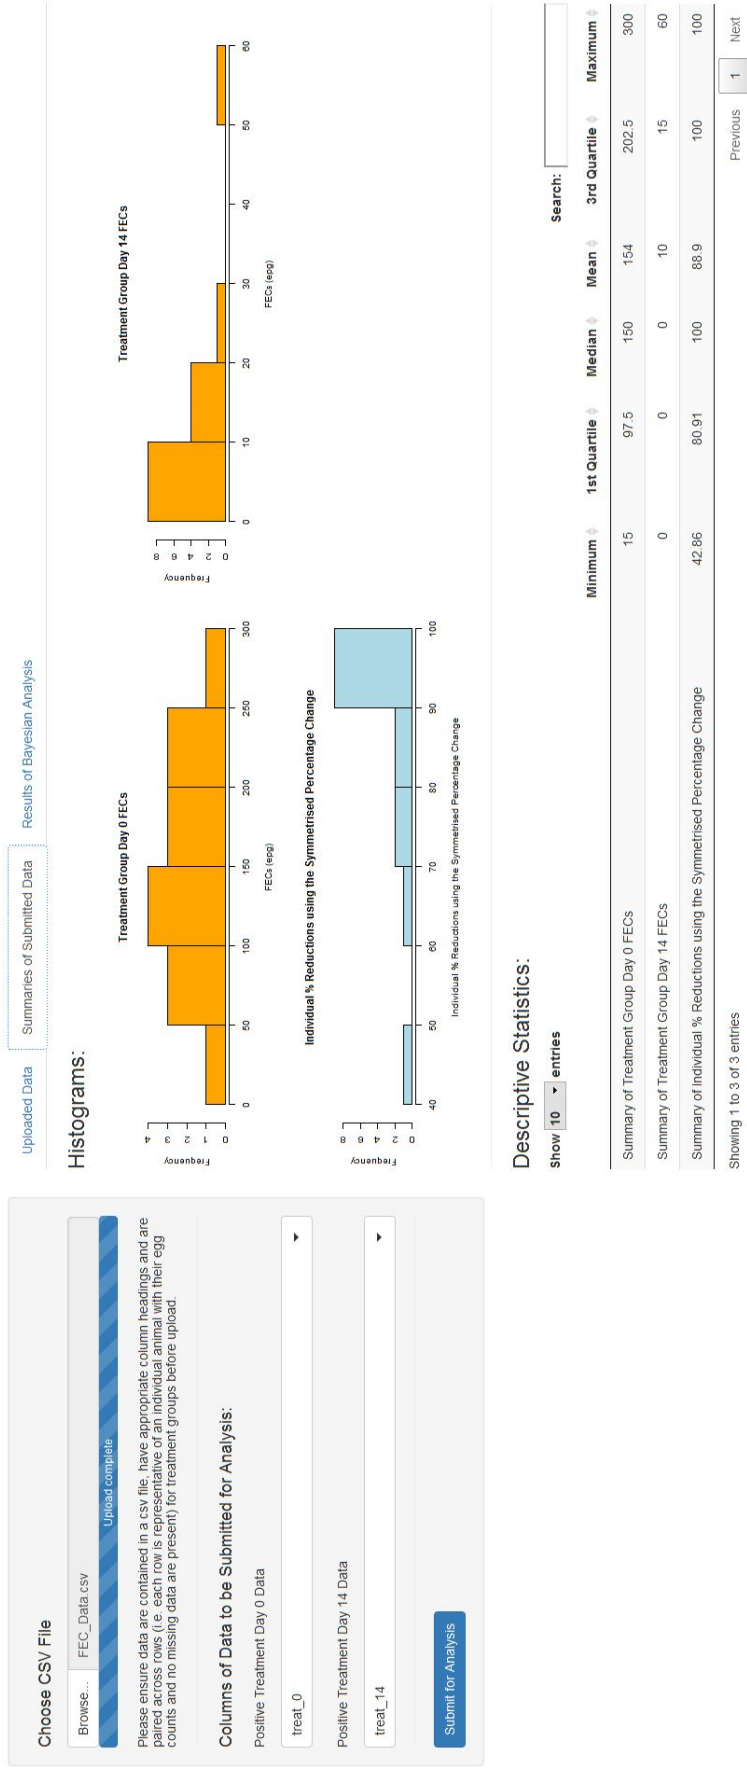 Choose CSV File
Browse... FEC_Data.csv
Upload complete
Please ensure data are contained in a csv file, have appropriate column headings and are
paired across rows (i.e. each row is representative of an individual animal with their egg
counts and no missing data are present) for treatment groups before upload.
Columns of Data to be Submitted for Analysis:
Positive Treatment Day 0 Data
treat_0
Positive Treatment Day 14 Data
treat_14
Submit for Analysis
Uploaded Data Summaries of Submitted Data Results of Bayesian Analysis
Histograms:
Treatment Group Day 0 FECs
Frequency
0 1 2 3 4
0 50 100 150 200 250 300
FECs (epg)
Treatment Group Day 14 FECs
Frequency
0 2 4 6 8
0 10 20 30 40 50 60
FECs (epg)
Individual % Reductions using the Symmetrised Percentage Change
Frequency
0 2 4 6 8
40 50 60 70 80 90 100
Individual % Reductions using the Symmetrised Percentage Change
Descriptive Statistics:
Show 10 entries
Search:
Minimum 1st Quartile Median Mean 3rd Quartile Maximum
Summary of Treatment Group Day 0 FECs 15 97.5 150 154 202.5 300
Summary of Treatment Group Day 14 FECs 0 0 0 10 15 60
Summary of Individual % Reductions using the Symmetrised Percentage Change 42.86 80.91 100 88.9 100 100
Showing 1 to 3 of 3 entries
Previous 1 Next